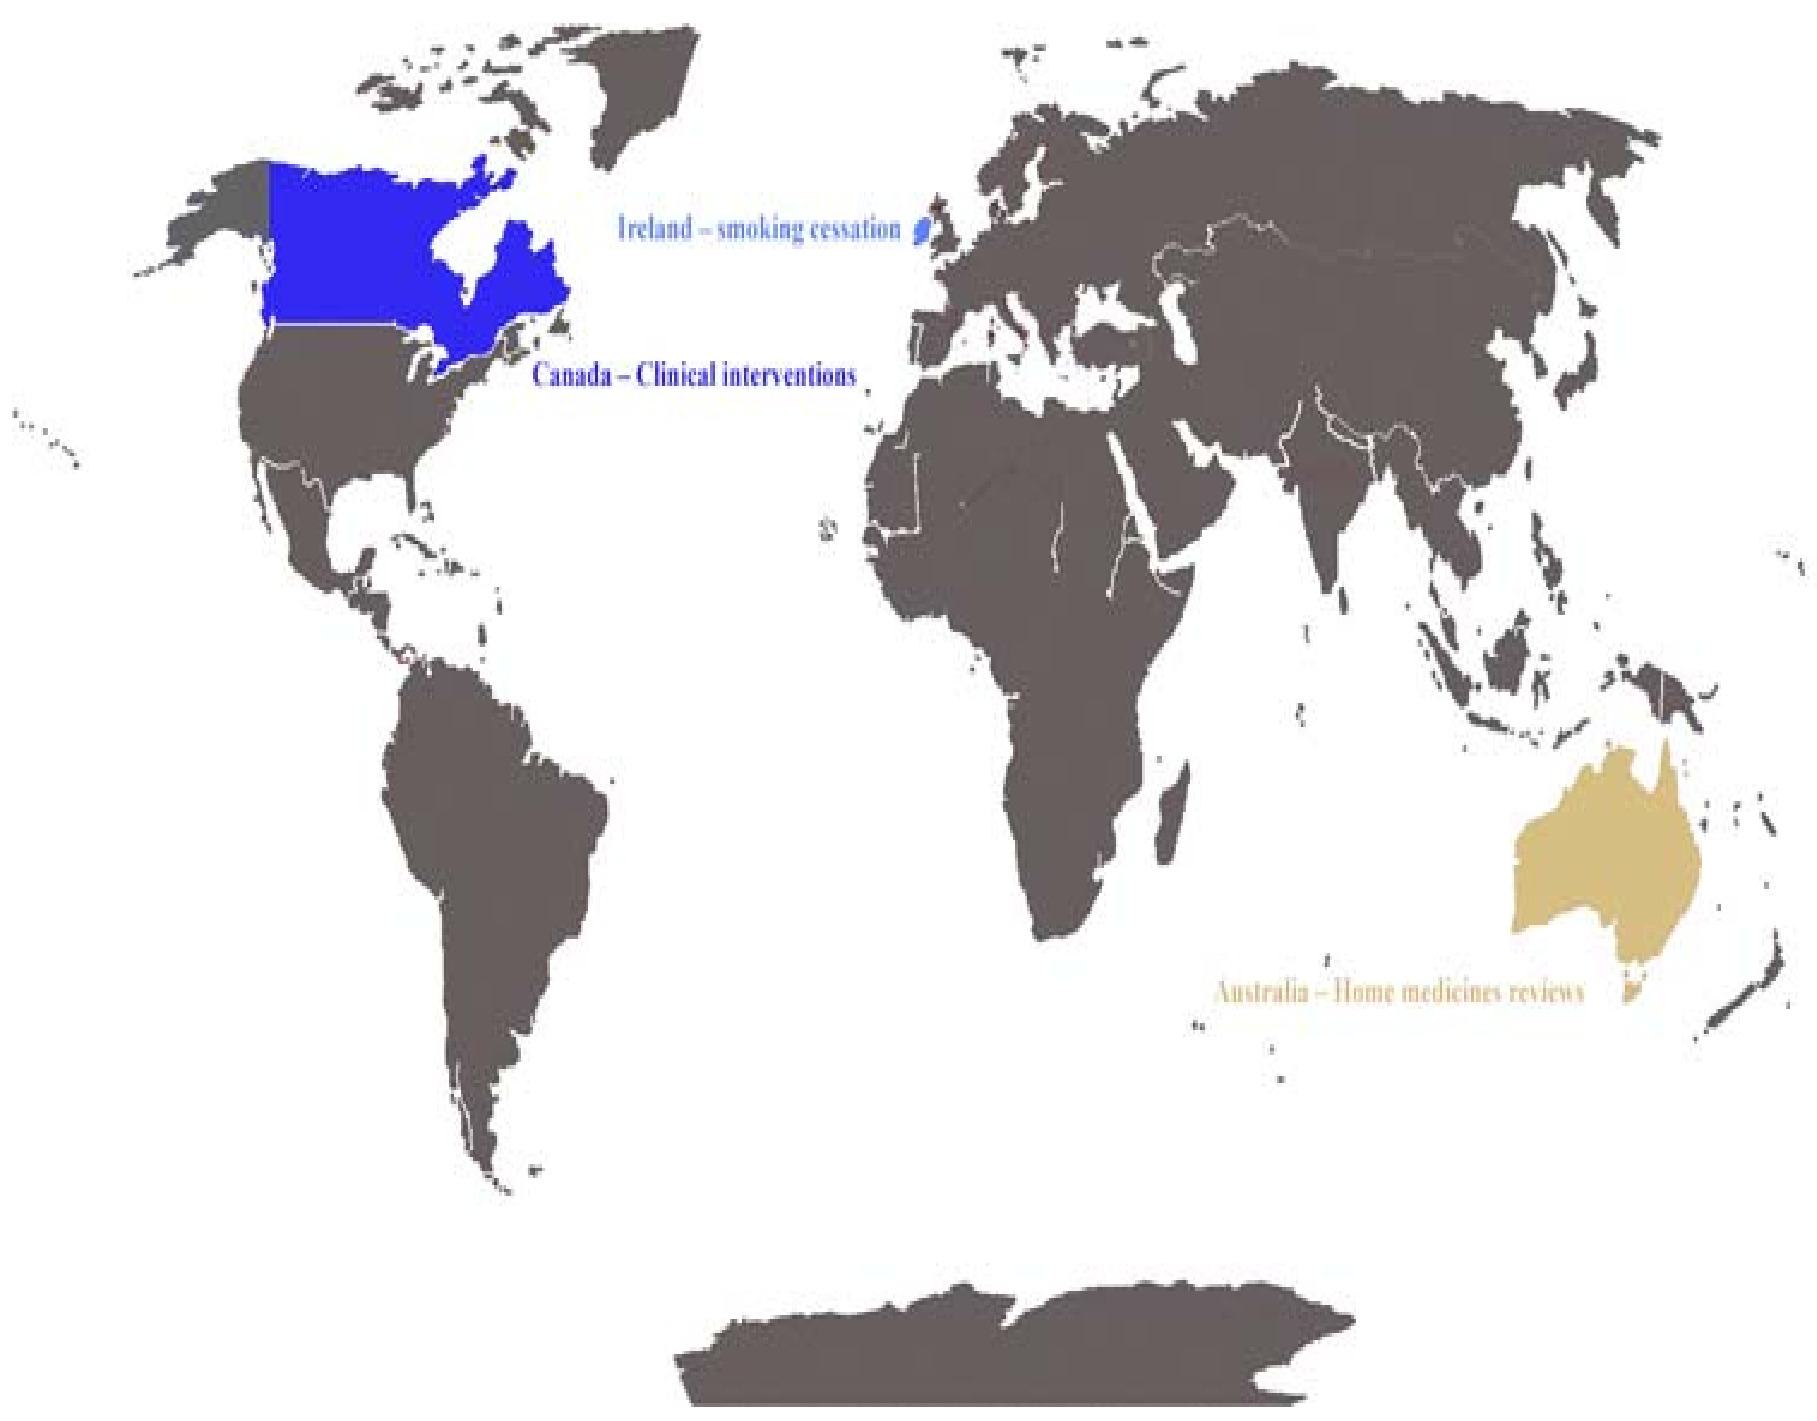 Ireland – smoking cessation
Canada – Clinical interventions
Australia – Home medicines reviews